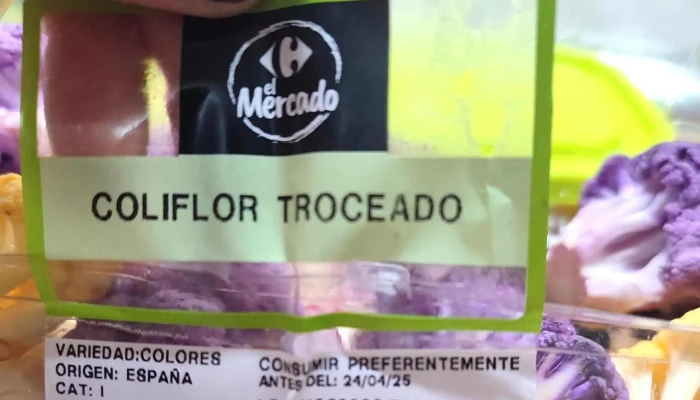 el
Mercado
COLIFLOR TROCEADO
VARIEDAD:COLORES
ORIGEN: ESPAÑA
CAT: I
CONSUMIR PREFERENTEMENTE
ANTES DEL: 24/04/25